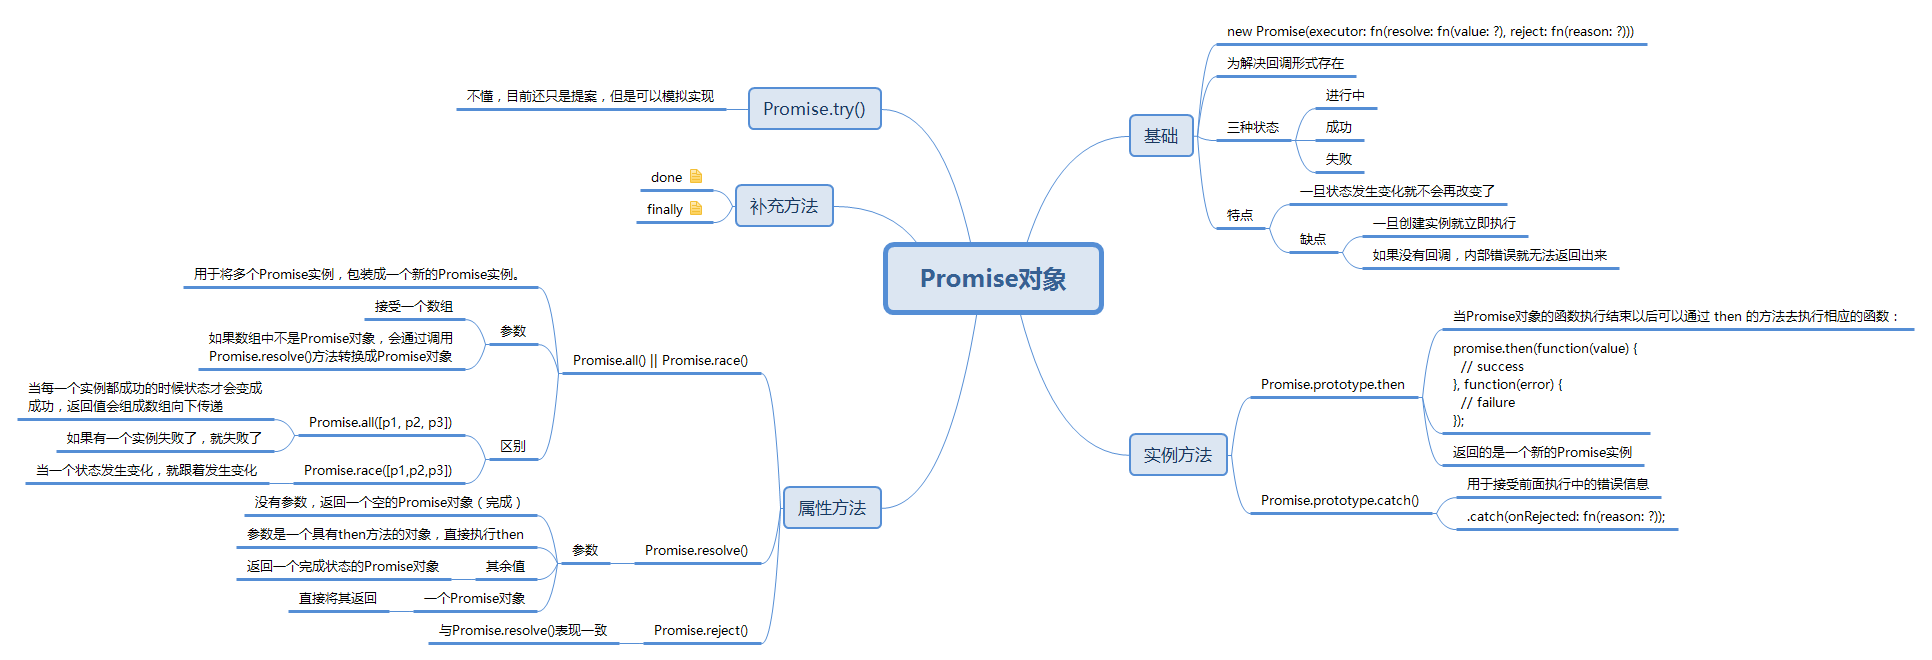 Promise对象
基础
new Promise(executor: fn(resolve: fn(value: ?), reject: fn(reason: ?)))
为解决回调形式存在
三种状态
进行中
成功
失败
特点
一旦状态发生变化就不会再改变了
缺点
一旦创建实例就立即执行
如果没有回调，内部错误就无法返回出来
实例方法
Promise.prototype.then
当Promise对象的函数执行结束以后可以通过 then 的方法去执行相应的函数：
promise.then(function(value) {
// success
}, function(error) {
// failure
});
返回的是一个新的Promise实例
Promise.prototype.catch()
用于接受前面执行中的错误信息
.catch(onRejected: fn(reason: ?));
Promise.try()
不懂，目前还只是提案，但是可以模拟实现
补充方法
done
finally
属性方法
Promise.all() || Promise.race()
用于将多个Promise实例，包装成一个新的Promise实例。
参数
接受一个数组
如果数组中不是Promise对象，会通过调用
Promise.resolve()方法转换成Promise对象
区别
Promise.all([p1, p2, p3])
当每一个实例都成功的时候状态才会变成
成功，返回值会组成数组向下传递
如果有一个实例失败了，就失败了
Promise.race([p1,p2,p3])
当一个状态发生变化，就跟着发生变化
Promise.resolve()
参数
没有参数，返回一个空的Promise对象（完成）
参数是一个具有then方法的对象，直接执行then
其余值
返回一个完成状态的Promise对象
一个Promise对象
直接将其返回
Promise.reject()
与Promise.resolve()表现一致